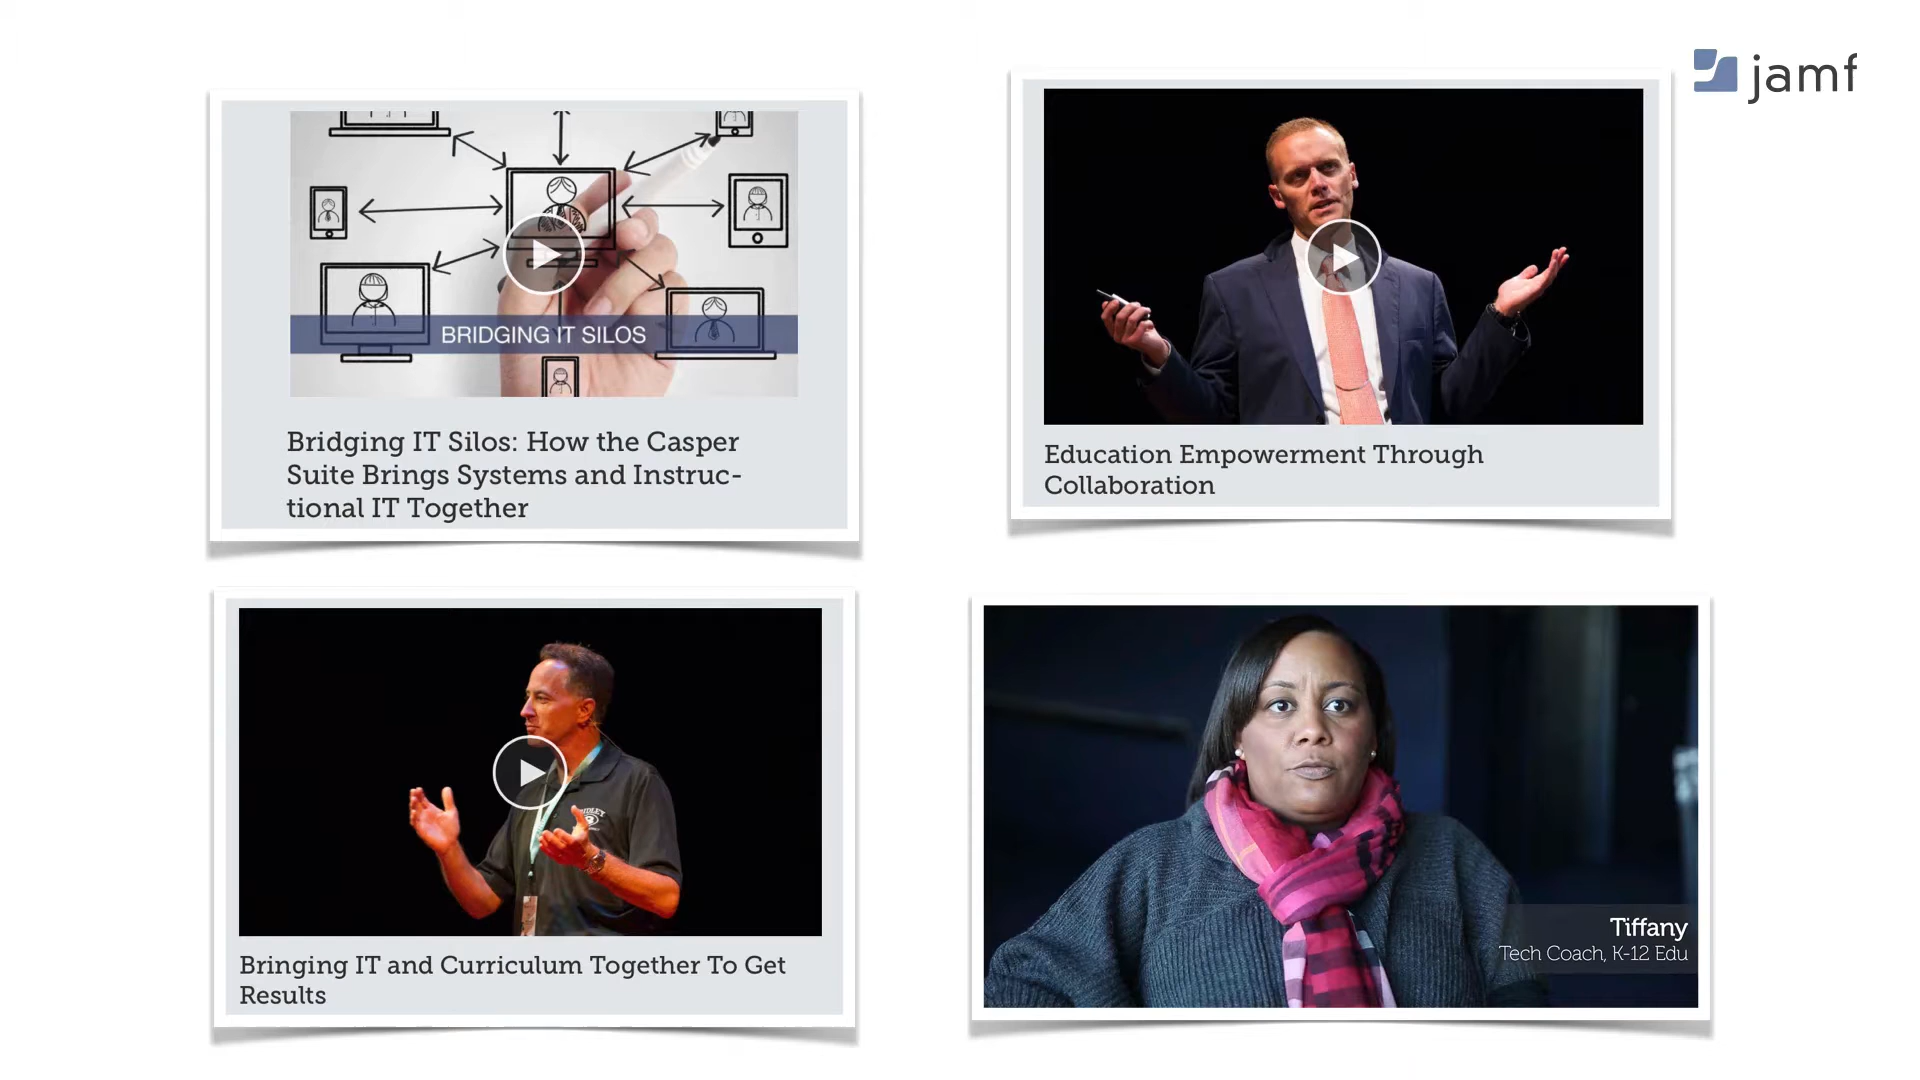 jamf
BRIDGING IT SILOS
Bridging IT Silos: How the Casper
Suite Brings Systems and Instruc-
tional IT Together
Education Empowerment Through
Collaboration
Bringing IT and Curriculum Together To Get
Results
Tiffany
Tech Coach, K-12 Edu